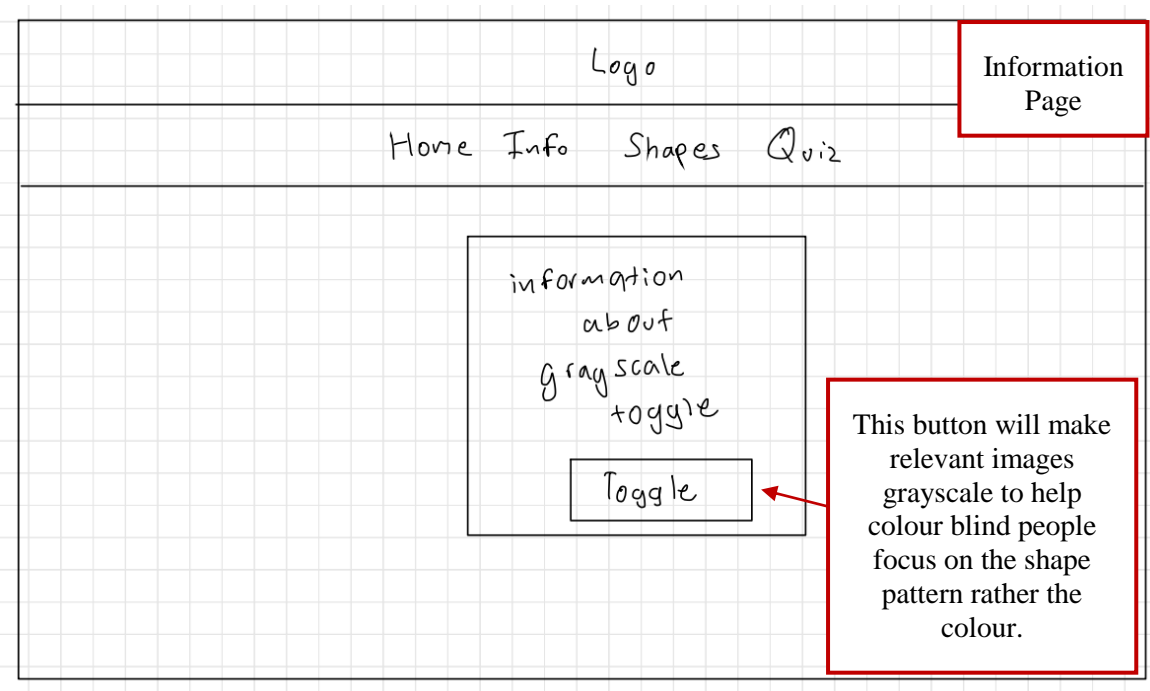 Logo
Information
Page
Home Info Shapes Quiz
information
about
grayscale
toggle
Toggle
This button will make
relevant images
grayscale to help
colour blind people
focus on the shape
pattern rather the
colour.